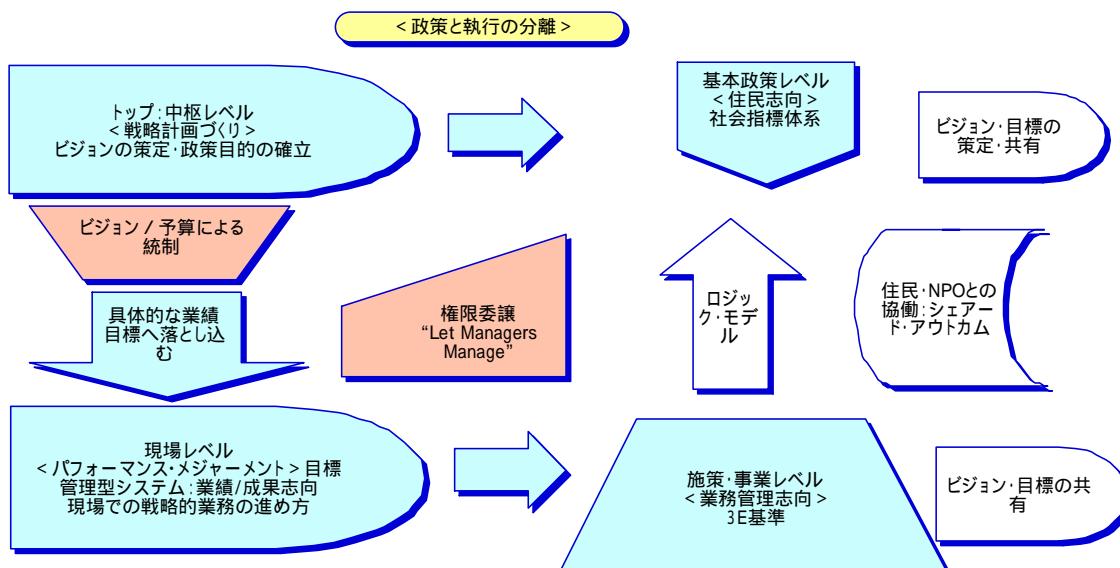 <政策と執行の分離>
トップ:中枢レベル
<戦略計画づくり>
ビジョンの策定・政策目的の確立
基本政策レベル
<住民志向>
社会指標体系
ビジョン・目標の
策定・共有
ビジョン/予算による
統制
具体的な業績
目標へ落とし込
む
権限委譲
“Let Managers
Manage”
ロジッ
ク・モデ
ル
住民・NPOとの
協働:シェアー
ド・アウトカム
現場レベル
<パフォーマンス・メジャーメント>目標
管理型システム:業績/成果志向
現場での戦略的業務の進め方
施策・事業レベル
<業務管理志向>
3E基準
ビジョン・目標の共
有